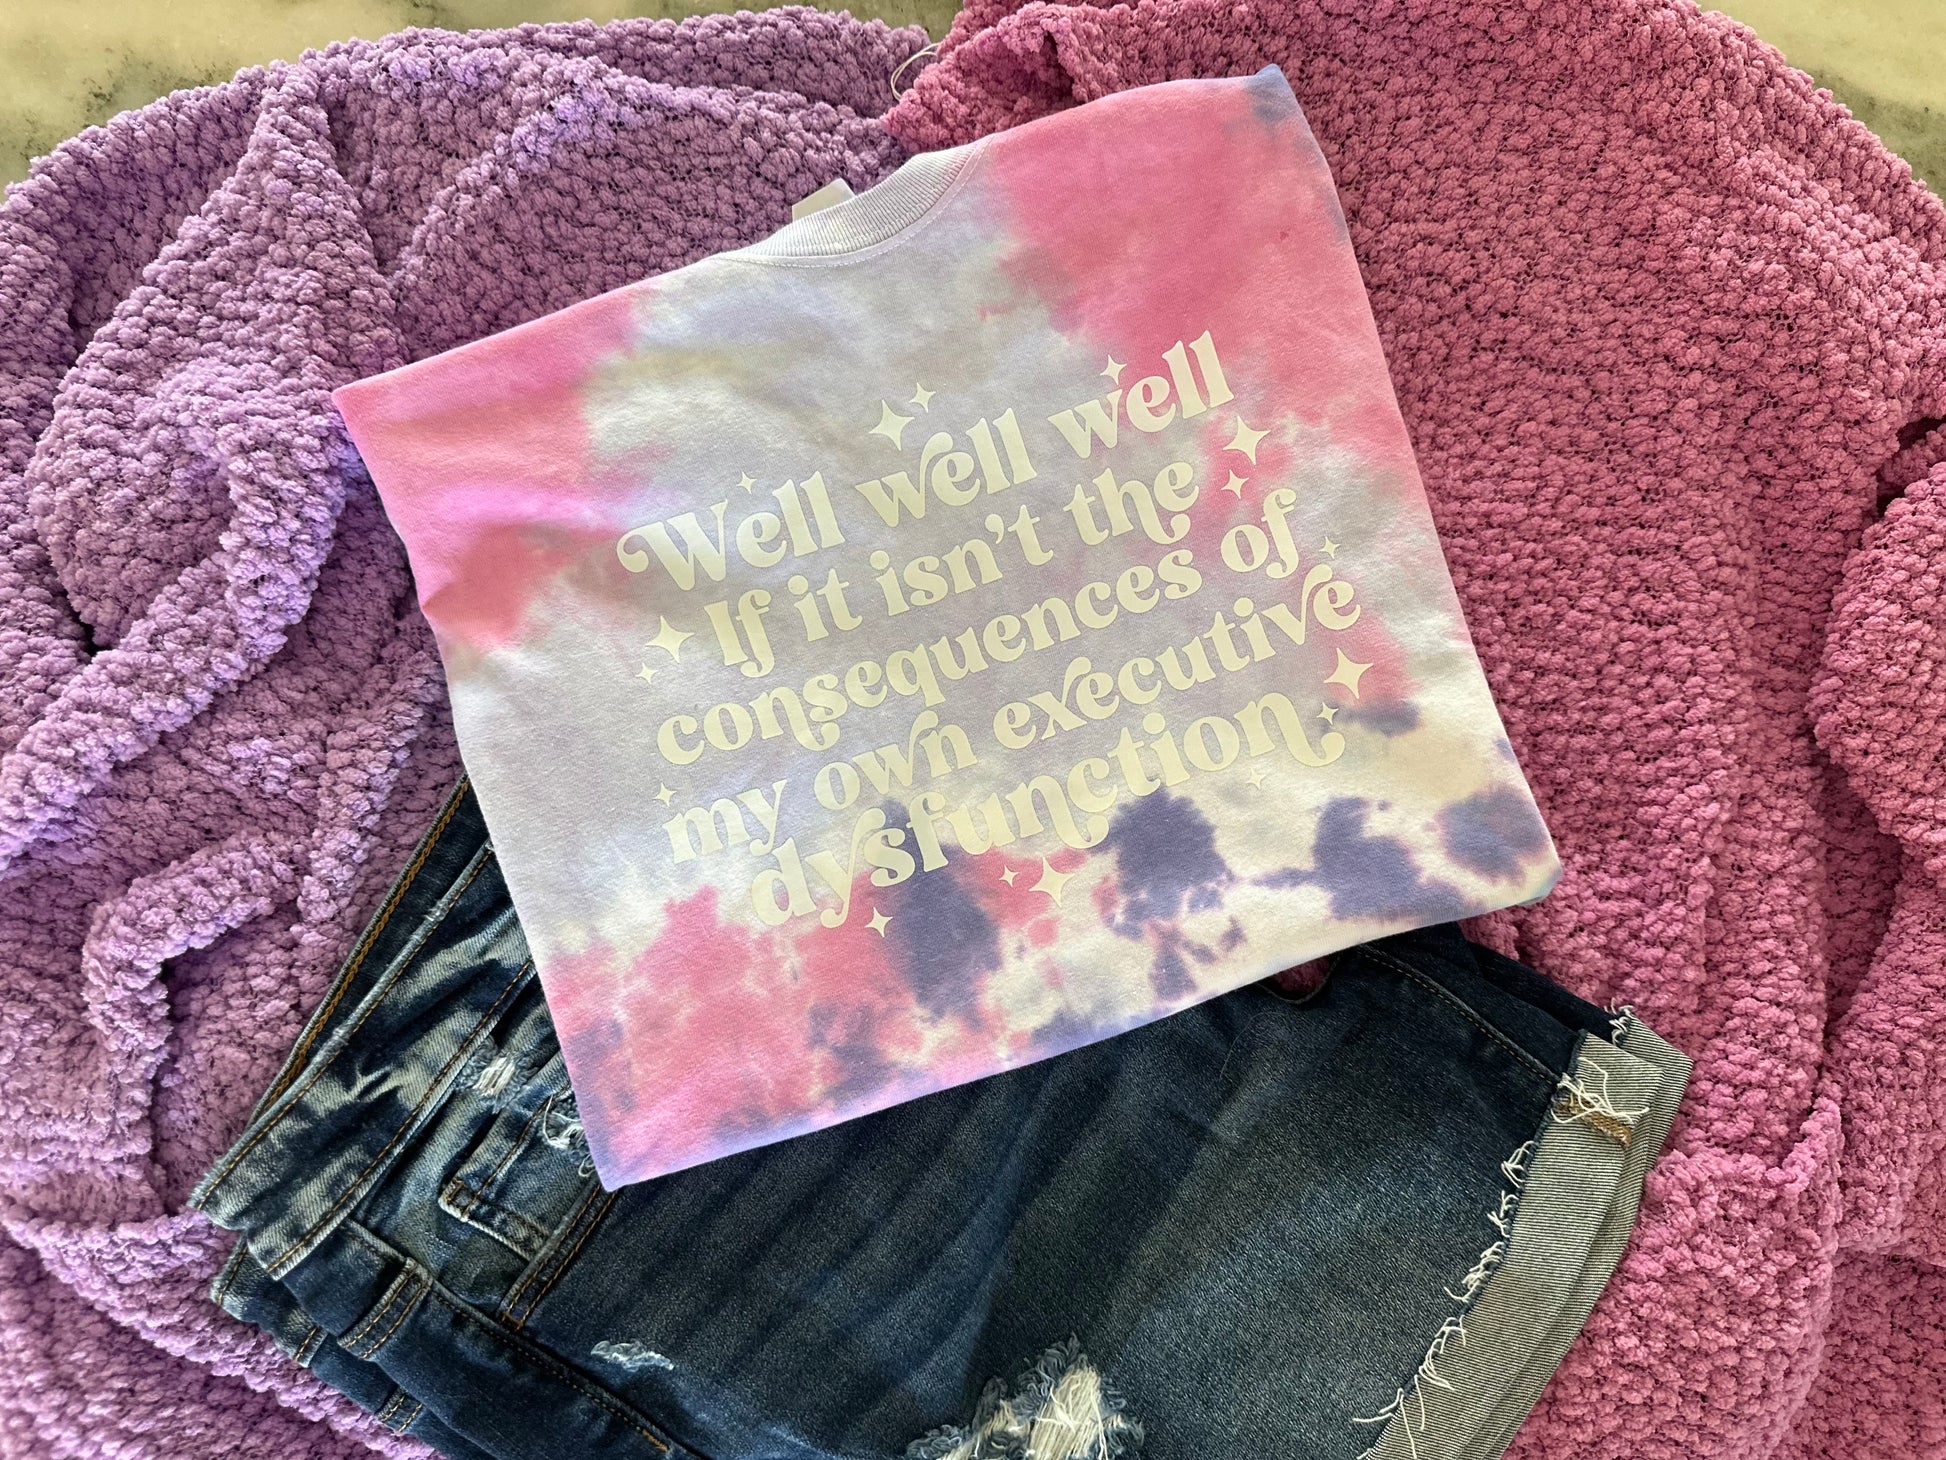 Well well well
If it isn't the
consequences of
my own executive
dysfunction